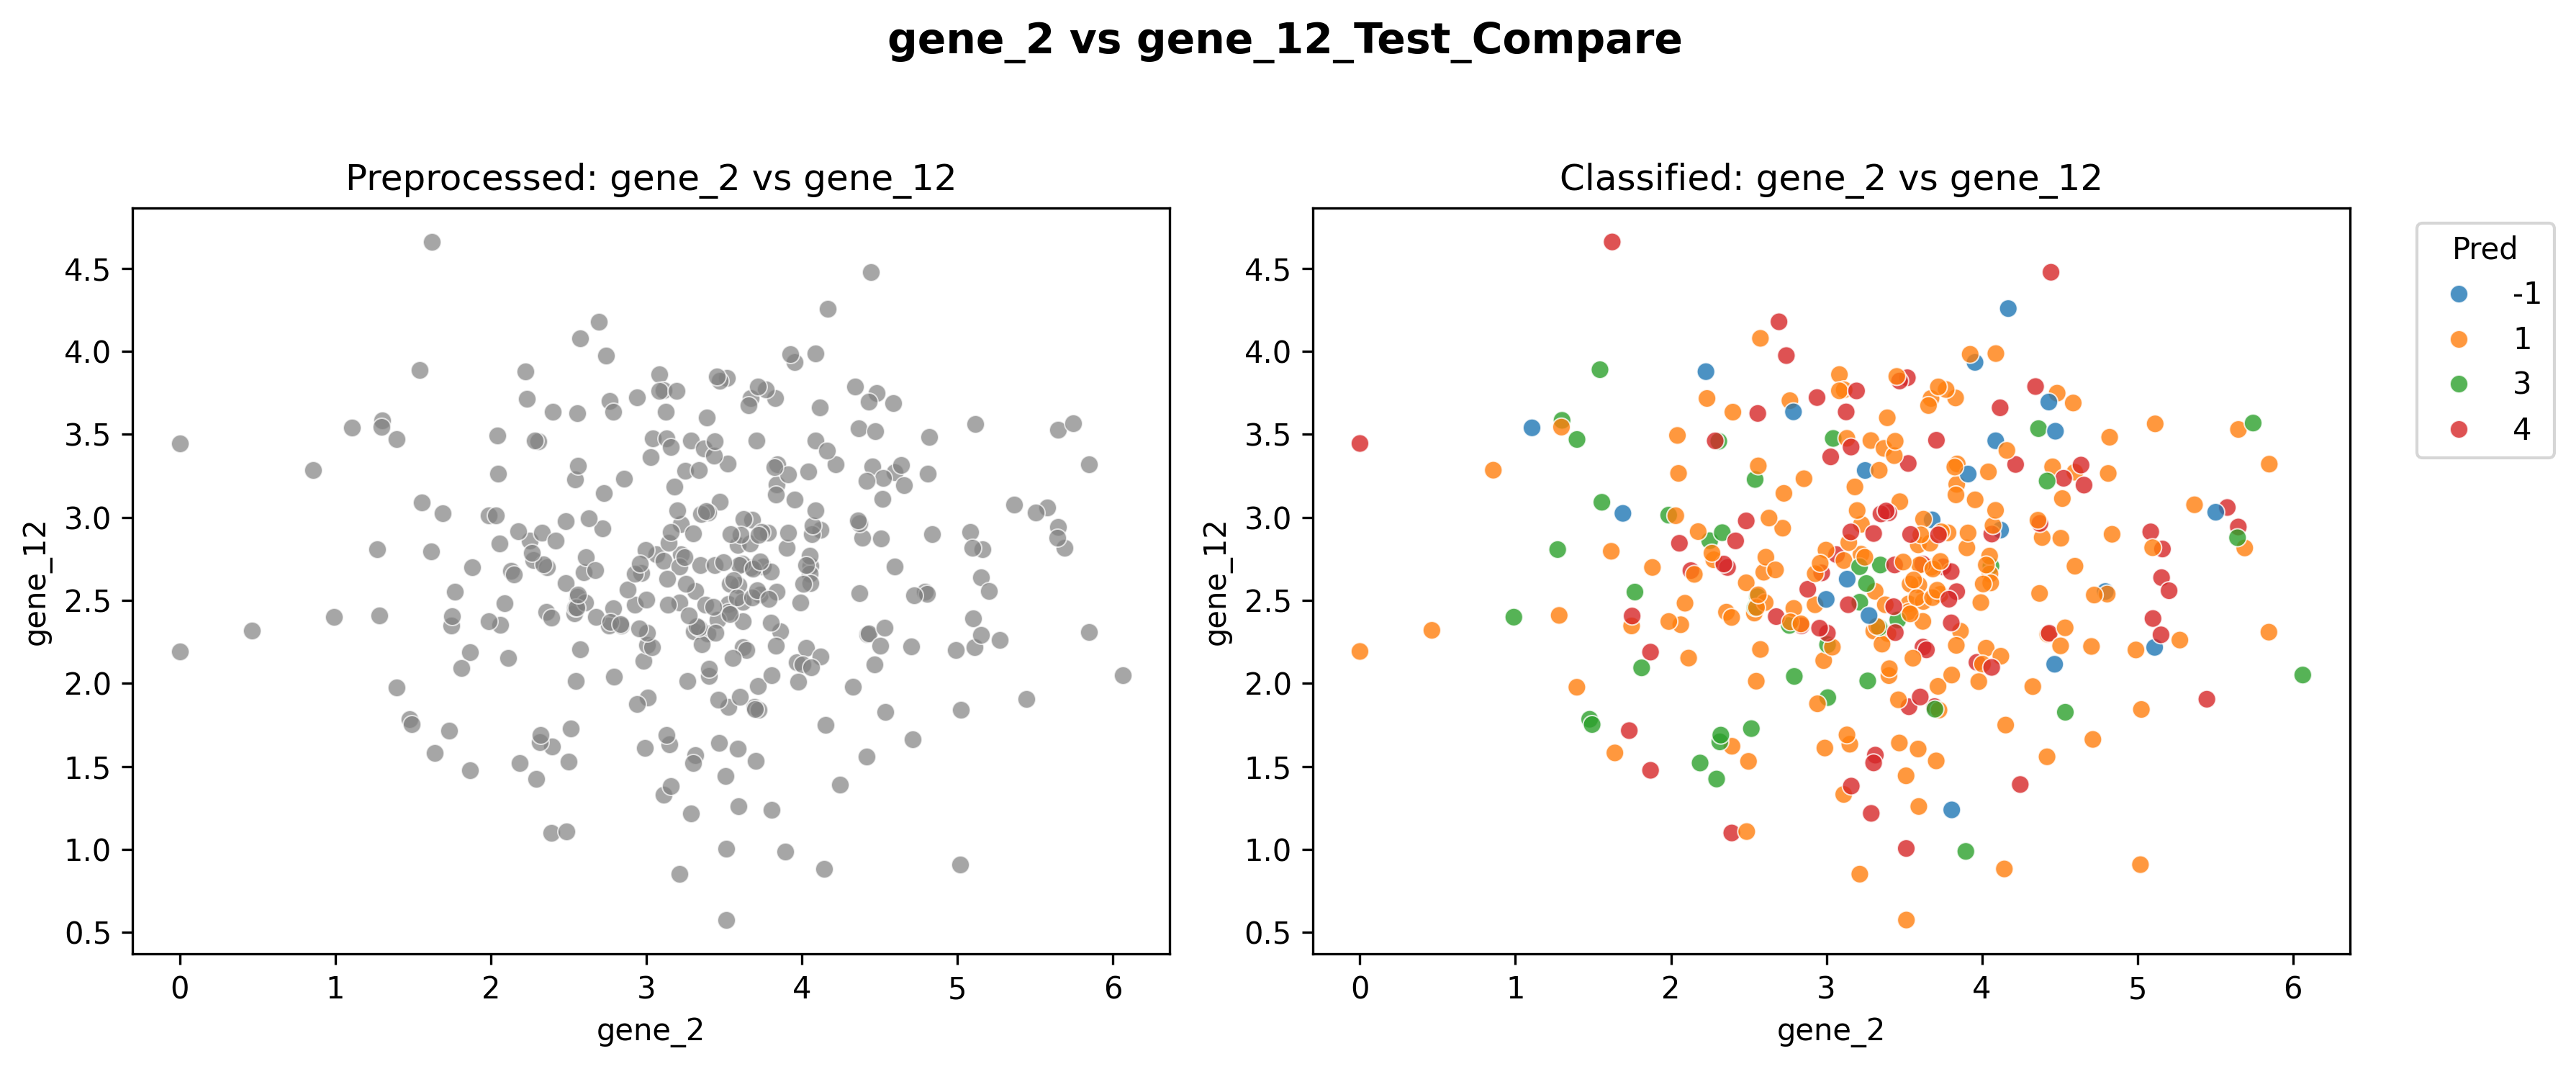 gene_2 vs gene_12_Test_Compare
Preprocessed: gene_2 vs gene_12
4.5
4.0
3.5
3.0
2.5
2.0
1.5
1.0
0.5
gene_12
0 1 2 3 4 5 6
gene_2
Classified: gene_2 vs gene_12
4.5
4.0
3.5
3.0
2.5
2.0
1.5
1.0
0.5
gene_12
0 1 2 3 4 5 6
gene_2
Pred
-1
1
3
4